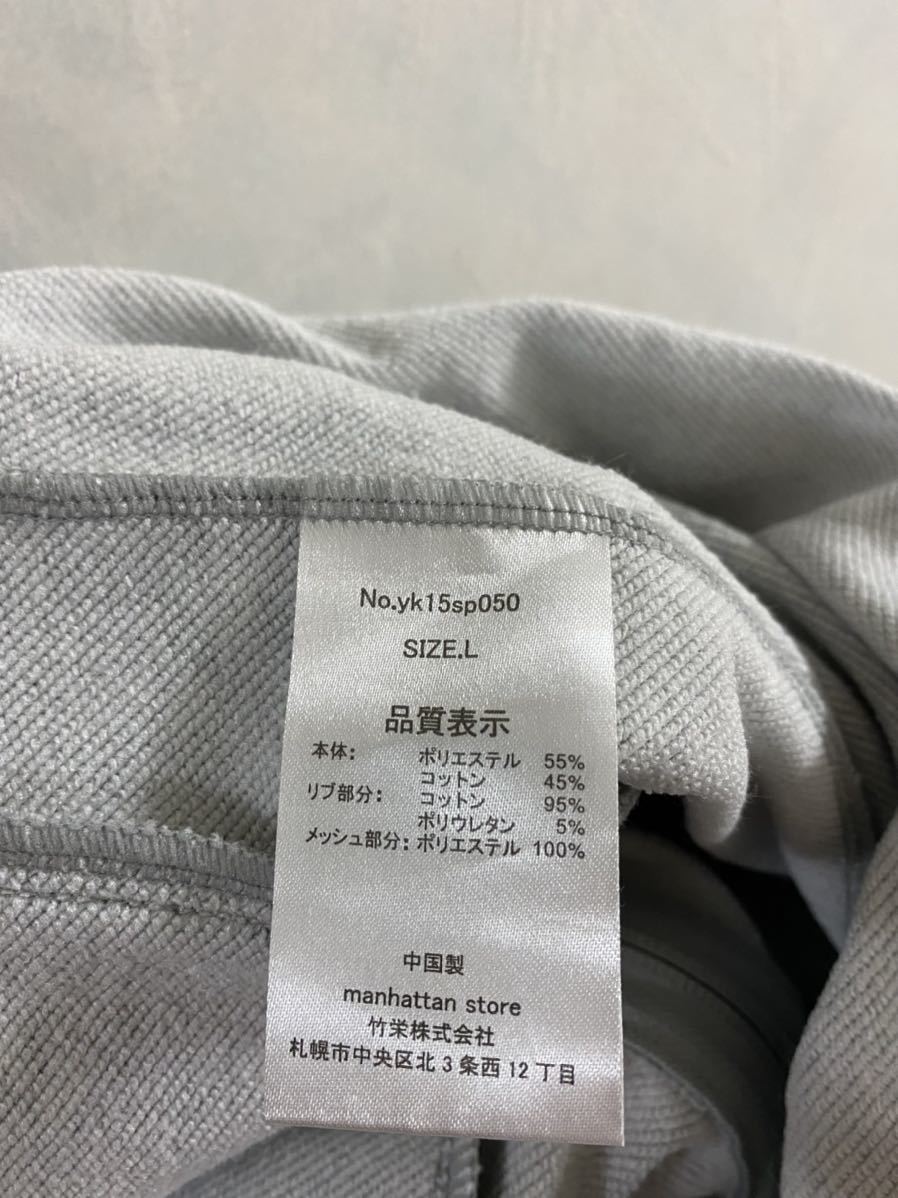 No.yk15sp050
SIZE.L
品質表示
本体: ポリエステル 55%
コットン 45%
リブ部分: コットン 95%
ポリウレタン 5%
メッシュ部分: ポリエステル 100%
中国製
manhattan store
竹栄株式会社
札幌市中央区北3条西12丁目